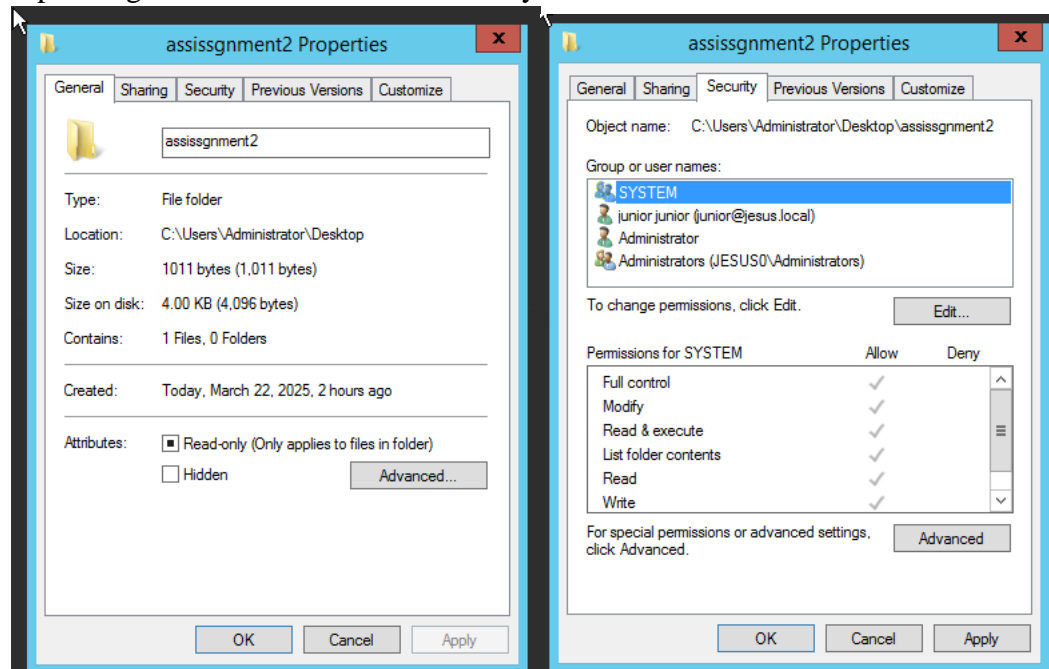 assissgnment2 Properties
x
General Sharing Security Previous Versions Customize
assissgnment2
Type: File folder
Location: C:\Users\Administrator\Desktop
Size: 1011 bytes (1,011 bytes)
Size on disk: 4.00 KB (4,096 bytes)
Contains: 1 Files, 0 Folders
Created: Today, March 22, 2025, 2 hours ago
Attributes: Read-only (Only applies to files in folder)
Hidden
Advanced...
OK Cancel Apply
assissgnment2 Properties
x
General Sharing Security Previous Versions Customize
Object name: C:\Users\Administrator\Desktop\assissgnment2
Group or user names:
SYSTEM
junior junior (junior@jesus.local)
Administrator
Administrators (JESUS0\Administrators)
To change permissions, click Edit.
Edit...
Permissions for SYSTEM Allow Deny
Full control
Modify
Read & execute
List folder contents
Read
Write
For special permissions or advanced settings,
click Advanced.
Advanced
OK Cancel Apply